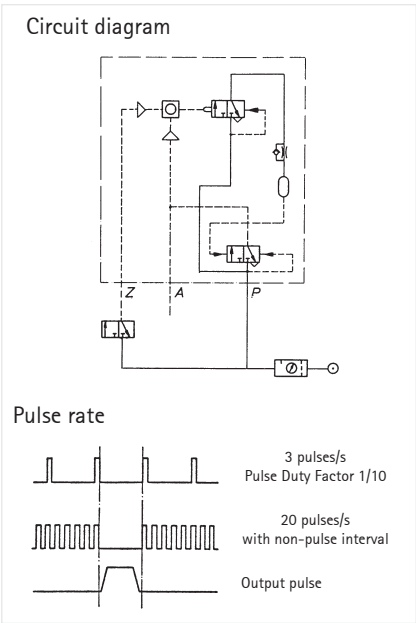 Circuit diagram
Z A P
Pulse rate
3 pulses/s
Pulse Duty Factor 1/10
20 pulses/s
with non-pulse interval
Output pulse